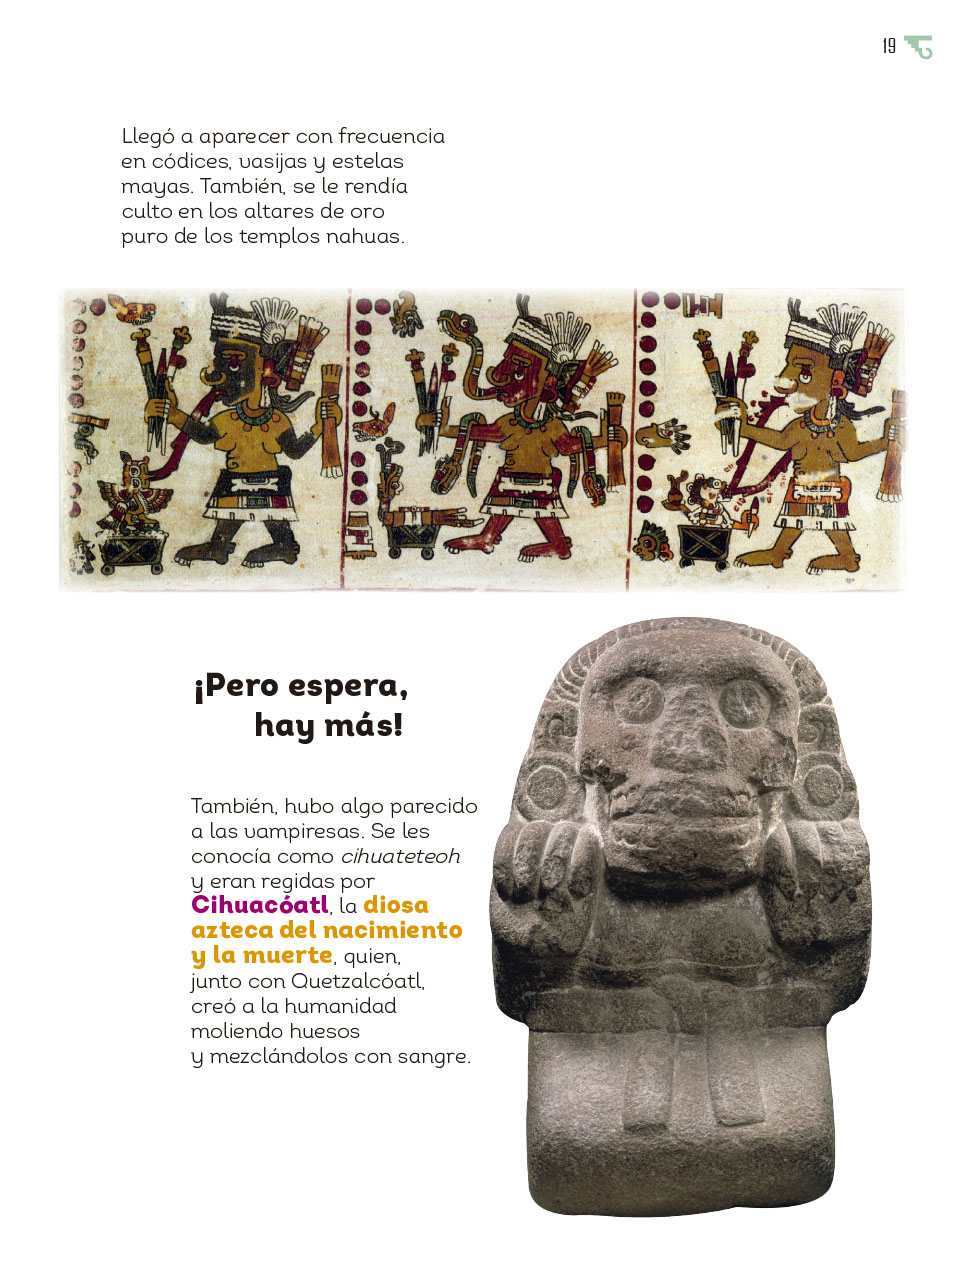 19
Llegó a aparecer con frecuencia
en códices, vasijas y estelas
mayas. También, se le rendía
culto en los altares de oro
puro de los templos nahuas.
¡Pero espera,
hay más!
También, hubo algo parecido
a las vampiresas. Se les
conocía como cihuateteoh
y eran regidas por
Cihuacóatl, la diosa
azteca del nacimiento
y la muerte, quien,
junto con Quetzalcóatl,
creó a la humanidad
moliendo huesos
y mezclándolos con sangre.